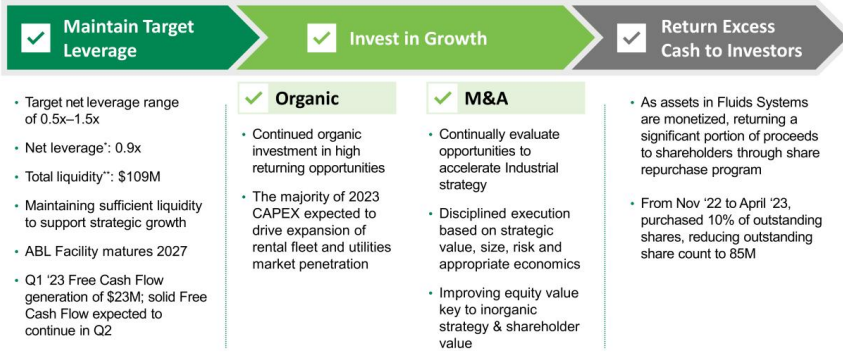 Maintain Target
Leverage
Invest in Growth
Return Excess
Cash to Investors
• Target net leverage range
of 0.5x–1.5x
• Net leverage*: 0.9x
• Total liquidity**: $109M
• Maintaining sufficient liquidity
to support strategic growth
• ABL Facility matures 2027
• Q1 ‘23 Free Cash Flow
generation of $23M; solid Free
Cash Flow expected to
continue in Q2
Organic
• Continued organic
investment in high
returning opportunities
• The majority of 2023
CAPEX expected to
drive expansion of
rental fleet and utilities
market penetration
M&A
• Continually evaluate
opportunities to
accelerate Industrial
strategy
• Disciplined execution
based on strategic
value, size, risk and
appropriate economics
• Improving equity value
key to inorganic
strategy & shareholder
value
• As assets in Fluids Systems
are monetized, returning a
significant portion of proceeds
to shareholders through share
repurchase program
• From Nov ‘22 to April ‘23,
purchased 10% of outstanding
shares, reducing outstanding
share count to 85M